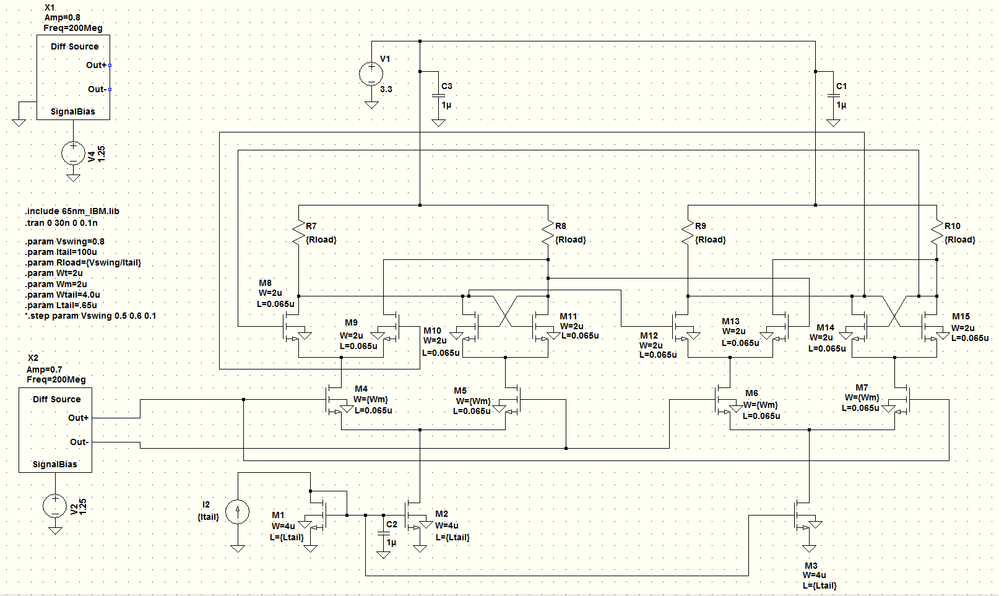 X1
Amp=0.8
Freq=200Meg
Diff Source
Out+
Out-
SignalBias
V4
1.25
V1
3.3
C3
1µ
C1
1µ
.include 65nm_IBM.lib
.tran 0 30n 0 0.1n
.param Vswing=0.8
.param Itail=100u
.param Rload={Vswing/Itail}
.param Wt=2u
.param Wm=2u
.param Wtail=4.0u
.param Ltail=.65u
*.step param Vswing 0.5 0.6 0.1
R7
{Rload}
R8
{Rload}
R9
{Rload}
R10
{Rload}
M8
W=2u
L=0.065u
M9
W=2u
L=0.065u
M10
W=2u
L=0.065u
M11
W=2u
L=0.065u
M12
W=2u
L=0.065u
M13
W=2u
L=0.065u
M14
W=2u
L=0.065u
M15
W=2u
L=0.065u
X2
Amp=0.7
Freq=200Meg
Diff Source
Out+
Out-
SignalBias
V2
1.25
M4
W={Wm}
L=0.065u
M5
W={Wm}
L=0.065u
M6
W={Wm}
L=0.065u
M7
W={Wm}
L=0.065u
I2
{Itail}
M1
W=4u
L={Ltail}
C2
1µ
M2
W=4u
L={Ltail}
M3
W=4u
L={Ltail}